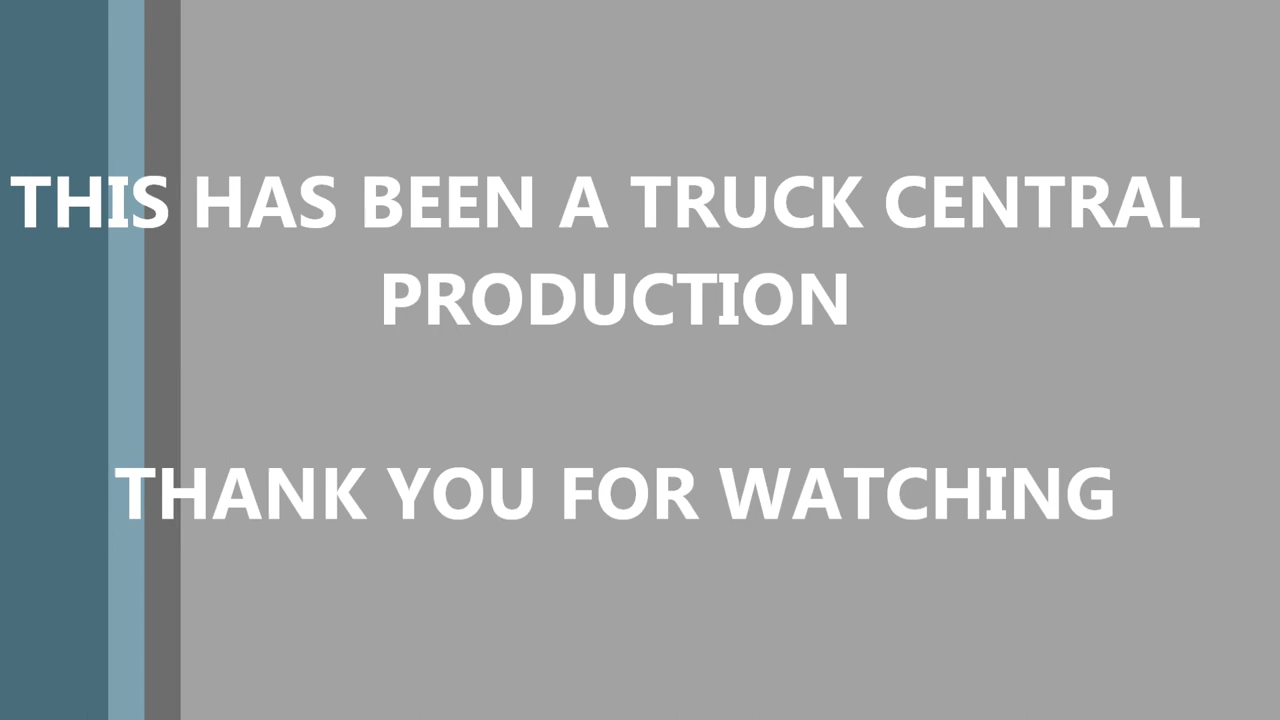 THIS HAS BEEN A TRUCK CENTRAL
PRODUCTION
THANK YOU FOR WATCHING